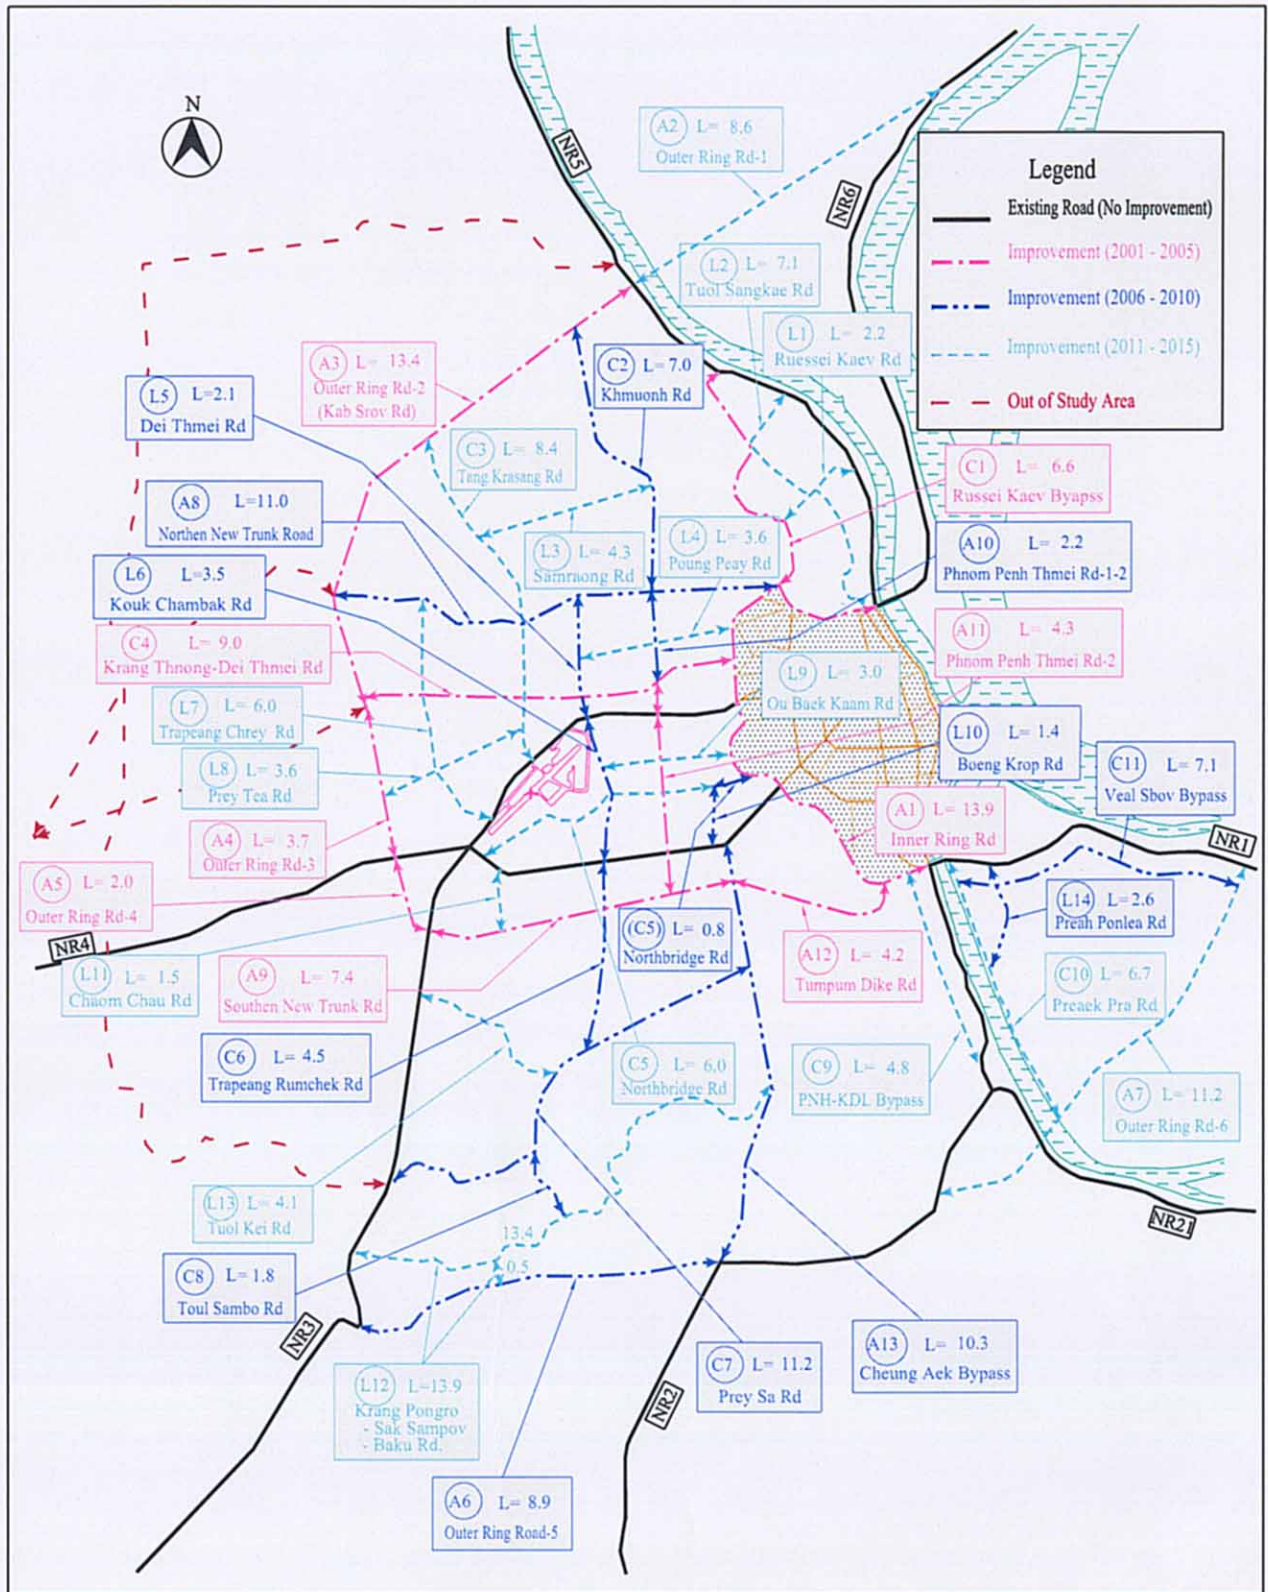 N
NR5
A2 L= 8.6
Outer Ring Rd-1
NR6
Legend
Existing Road (No Improvement)
Improvement (2001 - 2005)
Improvement (2006 - 2010)
Improvement (2011 - 2015)
Out of Study Area
L2 L= 7.1
Tuol Sangkae Rd
L1 L= 2.2
Ruessei Kaev Rd
A3 L= 13.4
Outer Ring Rd-2
(Kab Srov Rd)
C2 L= 7.0
Khmuonh Rd
L5 L=2.1
Dei Thmei Rd
C3 L= 8.4
Tang Krasang Rd
C1 L= 6.6
Russei Kaev Byapss
A8 L=11.0
Northen New Trunk Road
L3 L= 4.3
Samraong Rd
L4 L= 3.6
Poung Peay Rd
A10 L= 2.2
Phnom Penh Thmei Rd-1-2
L6 L=3.5
Kouk Chambak Rd
C4 L= 9.0
Krang Thnong-Dei Thmei Rd
A11 L= 4.3
Phnom Penh Thmei Rd-2
L9 L= 3.0
Ou Baek Kaam Rd
L7 L= 6.0
Trapeang Chrey Rd
L10 L= 1.4
Boeng Krop Rd
L8 L= 3.6
Prey Tea Rd
C11 L= 7.1
Veal Sbov Bypass
A1 L= 13.9
Inner Ring Rd
NR1
A4 L= 3.7
Outer Ring Rd-3
A5 L= 2.0
Outer Ring Rd-4
L14 L=2.6
Preah Ponlea Rd
(C5) L= 0.8
Northbridge Rd
NR4
L11 L= 1.5
Chaom Chau Rd
A9 L= 7.4
Southen New Trunk Rd
A12 L= 4.2
Tumpum Dike Rd
C10 L= 6.7
Preaek Pra Rd
C6 L= 4.5
Trapeang Rumchek Rd
C5 L= 6.0
Northbridge Rd
C9 L= 4.8
PNH-KDL Bypass
A7 L= 11.2
Outer Ring Rd-6
L13 L= 4.1
Tuol Kei Rd
NR21
13.4
0.5
C8 L= 1.8
Toul Sambo Rd
NR3
A13 L= 10.3
Cheung Aek Bypass
C7 L= 11.2
Prey Sa Rd
NR2
L12 L=13.9
Krang Pongro
- Sak Sampov
- Baku Rd.
A6 L= 8.9
Outer Ring Road-5